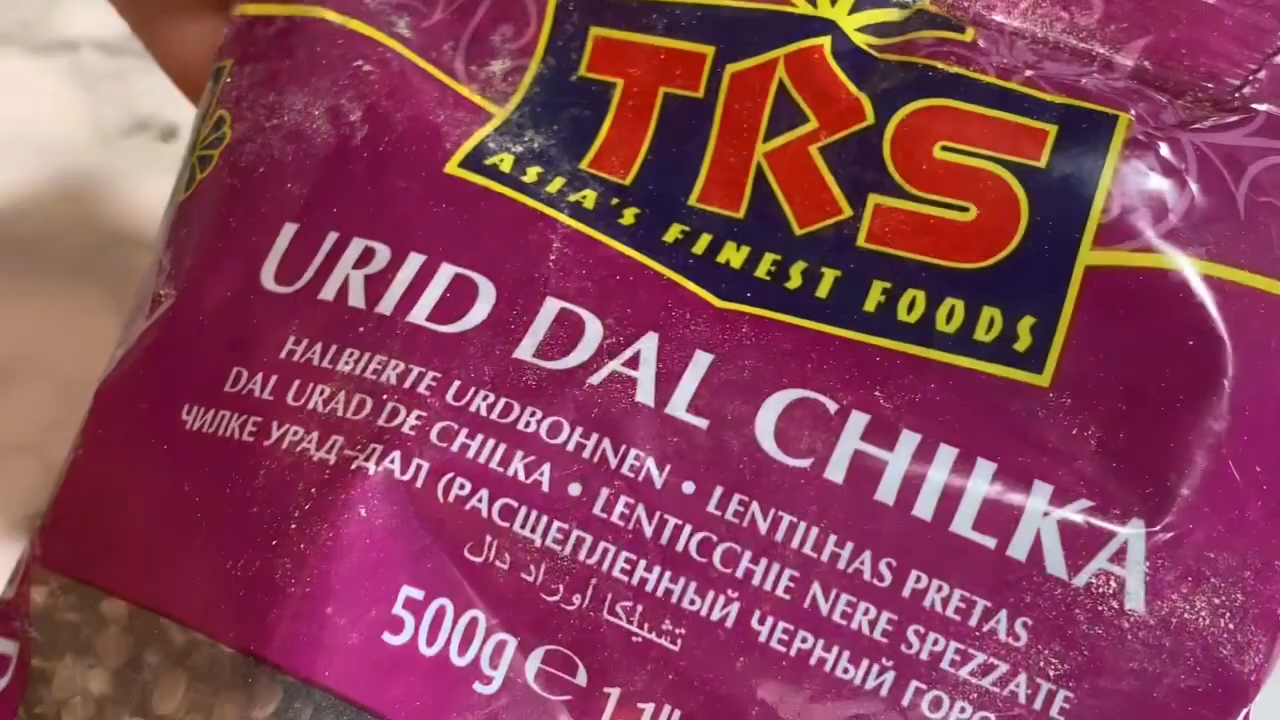 TRS
ASIA'S FINEST FOODS
URID DAL CHILKA
HALBIERTE URDBOHNEN • LENTILHAS PRETAS
DAL URAD DE CHILKA • LENTICCHIE NERE SPEZZATE
ЧИЛКЕ УРАД-ДАЛ (РАСЩЕПЛЕННЫЙ ЧЕРНЫЙ
تشيلكا أوراد دال
500g℮